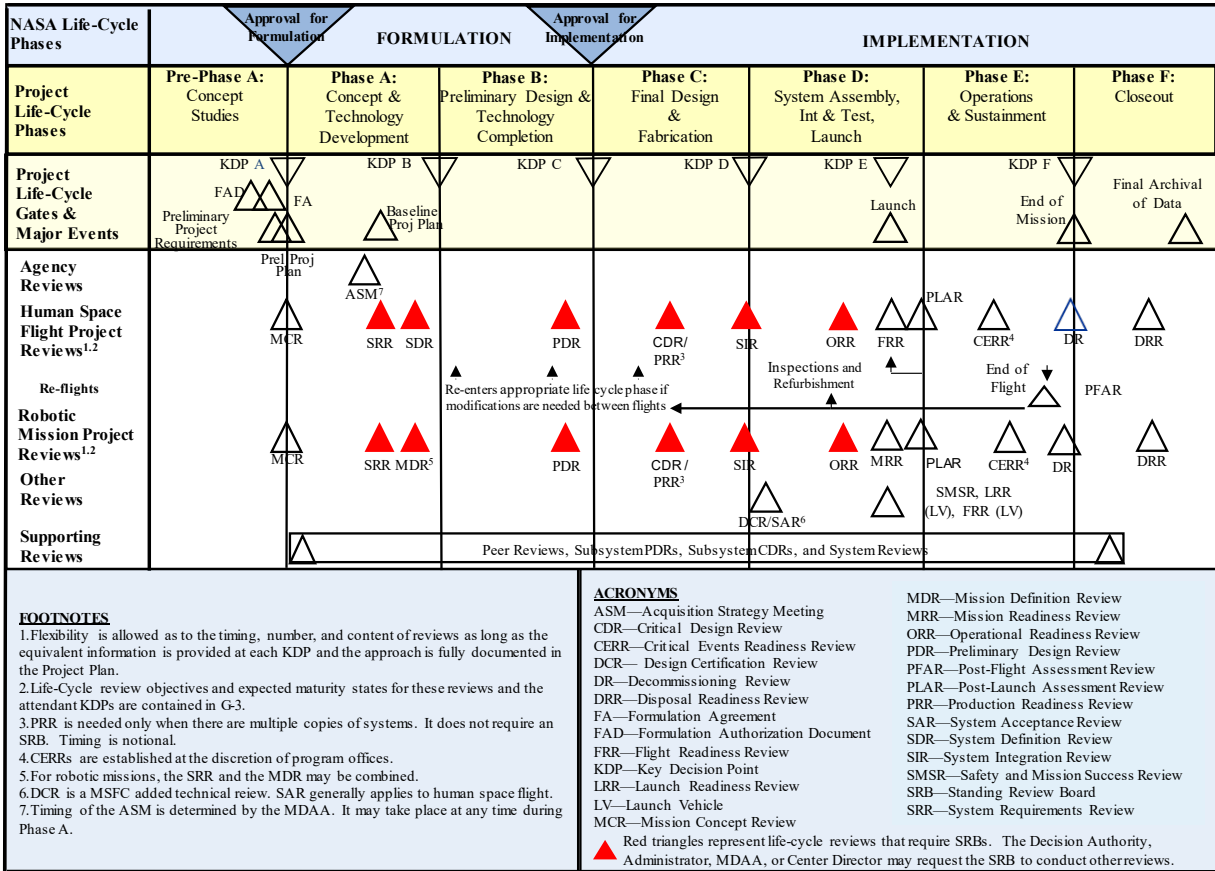 NASA Life-Cycle
Phases
Approval for
Formulation
FORMULATION
Approval for
Implementation
IMPLEMENTATION
Project
Life-Cycle
Phases
Pre-Phase A:
Concept
Studies
Phase A:
Concept &
Technology
Development
Phase B:
Preliminary Design &
Technology
Completion
Phase C:
Final Design
&
Fabrication
Phase D:
System Assembly,
Int & Test,
Launch
Phase E:
Operations
& Sustainment
Phase F:
Closeout
Project
Life-Cycle
Gates &
Major Events
KDP A
KDP B
KDP C
KDP D
KDP E
KDP F
FAD
FA
Preliminary
Project
Requirements
Baseline
Proj Plan
Launch
End of
Mission
Final Archival
of Data
Prel Proj
Plan
Agency
Reviews
ASM7
Human Space
Flight Project
Reviews1.2
MCR
SRR
SDR
PDR
CDR/
PRR3
SIR
ORR
FRR
PLAR
CERR4
DR
DRR
Re-flights
Re-enters appropriate life cycle phase if
modifications are needed between flights
Inspections and
Refurbishment
End of
Flight
PFAR
Robotic
Mission Project
Reviews1.2
MCR
SRR
MDR5
PDR
CDR /
PRR3
SIR
ORR
MRR
PLAR
CERR4
DR
DRR
Other
Reviews
DCR/SAR6
SMSR, LRR
(LV), FRR (LV)
Supporting
Reviews
Peer Reviews, Subsystem PDRs, Subsystem CDRs, and System Reviews
FOOTNOTES
1.Flexibility is allowed as to the timing, number, and content of reviews as long as the
equivalent information is provided at each KDP and the approach is fully documented in
the Project Plan.
2.Life-Cycle review objectives and expected maturity states for these reviews and the
attendant KDPs are contained in G-3.
3.PRR is needed only when there are multiple copies of systems. It does not require an
SRB. Timing is notional.
4.CERRs are established at the discretion of program offices.
5.For robotic missions, the SRR and the MDR may be combined.
6.DCR is a MSFC added technical reiew. SAR generally applies to human space flight.
7.Timing of the ASM is determined by the MDAA. It may take place at any time during
Phase A.
ACRONYMS
ASM—Acquisition Strategy Meeting
CDR—Critical Design Review
CERR—Critical Events Readiness Review
DCR— Design Certification Review
DR—Decommissioning Review
DRR—Disposal Readiness Review
FA—Formulation Agreement
FAD—Formulation Authorization Document
FRR—Flight Readiness Review
KDP—Key Decision Point
LRR—Launch Readiness Review
LV—Launch Vehicle
MCR—Mission Concept Review
MDR—Mission Definition Review
MRR—Mission Readiness Review
ORR—Operational Readiness Review
PDR—Preliminary Design Review
PFAR—Post-Flight Assessment Review
PLAR—Post-Launch Assessment Review
PRR—Production Readiness Review
SAR—System Acceptance Review
SDR—System Definition Review
SIR—System Integration Review
SMSR—Safety and Mission Success Review
SRB—Standing Review Board
SRR—System Requirements Review
Red triangles represent life-cycle reviews that require SRBs. The Decision Authority,
Administrator, MDAA, or Center Director may request the SRB to conduct other reviews.